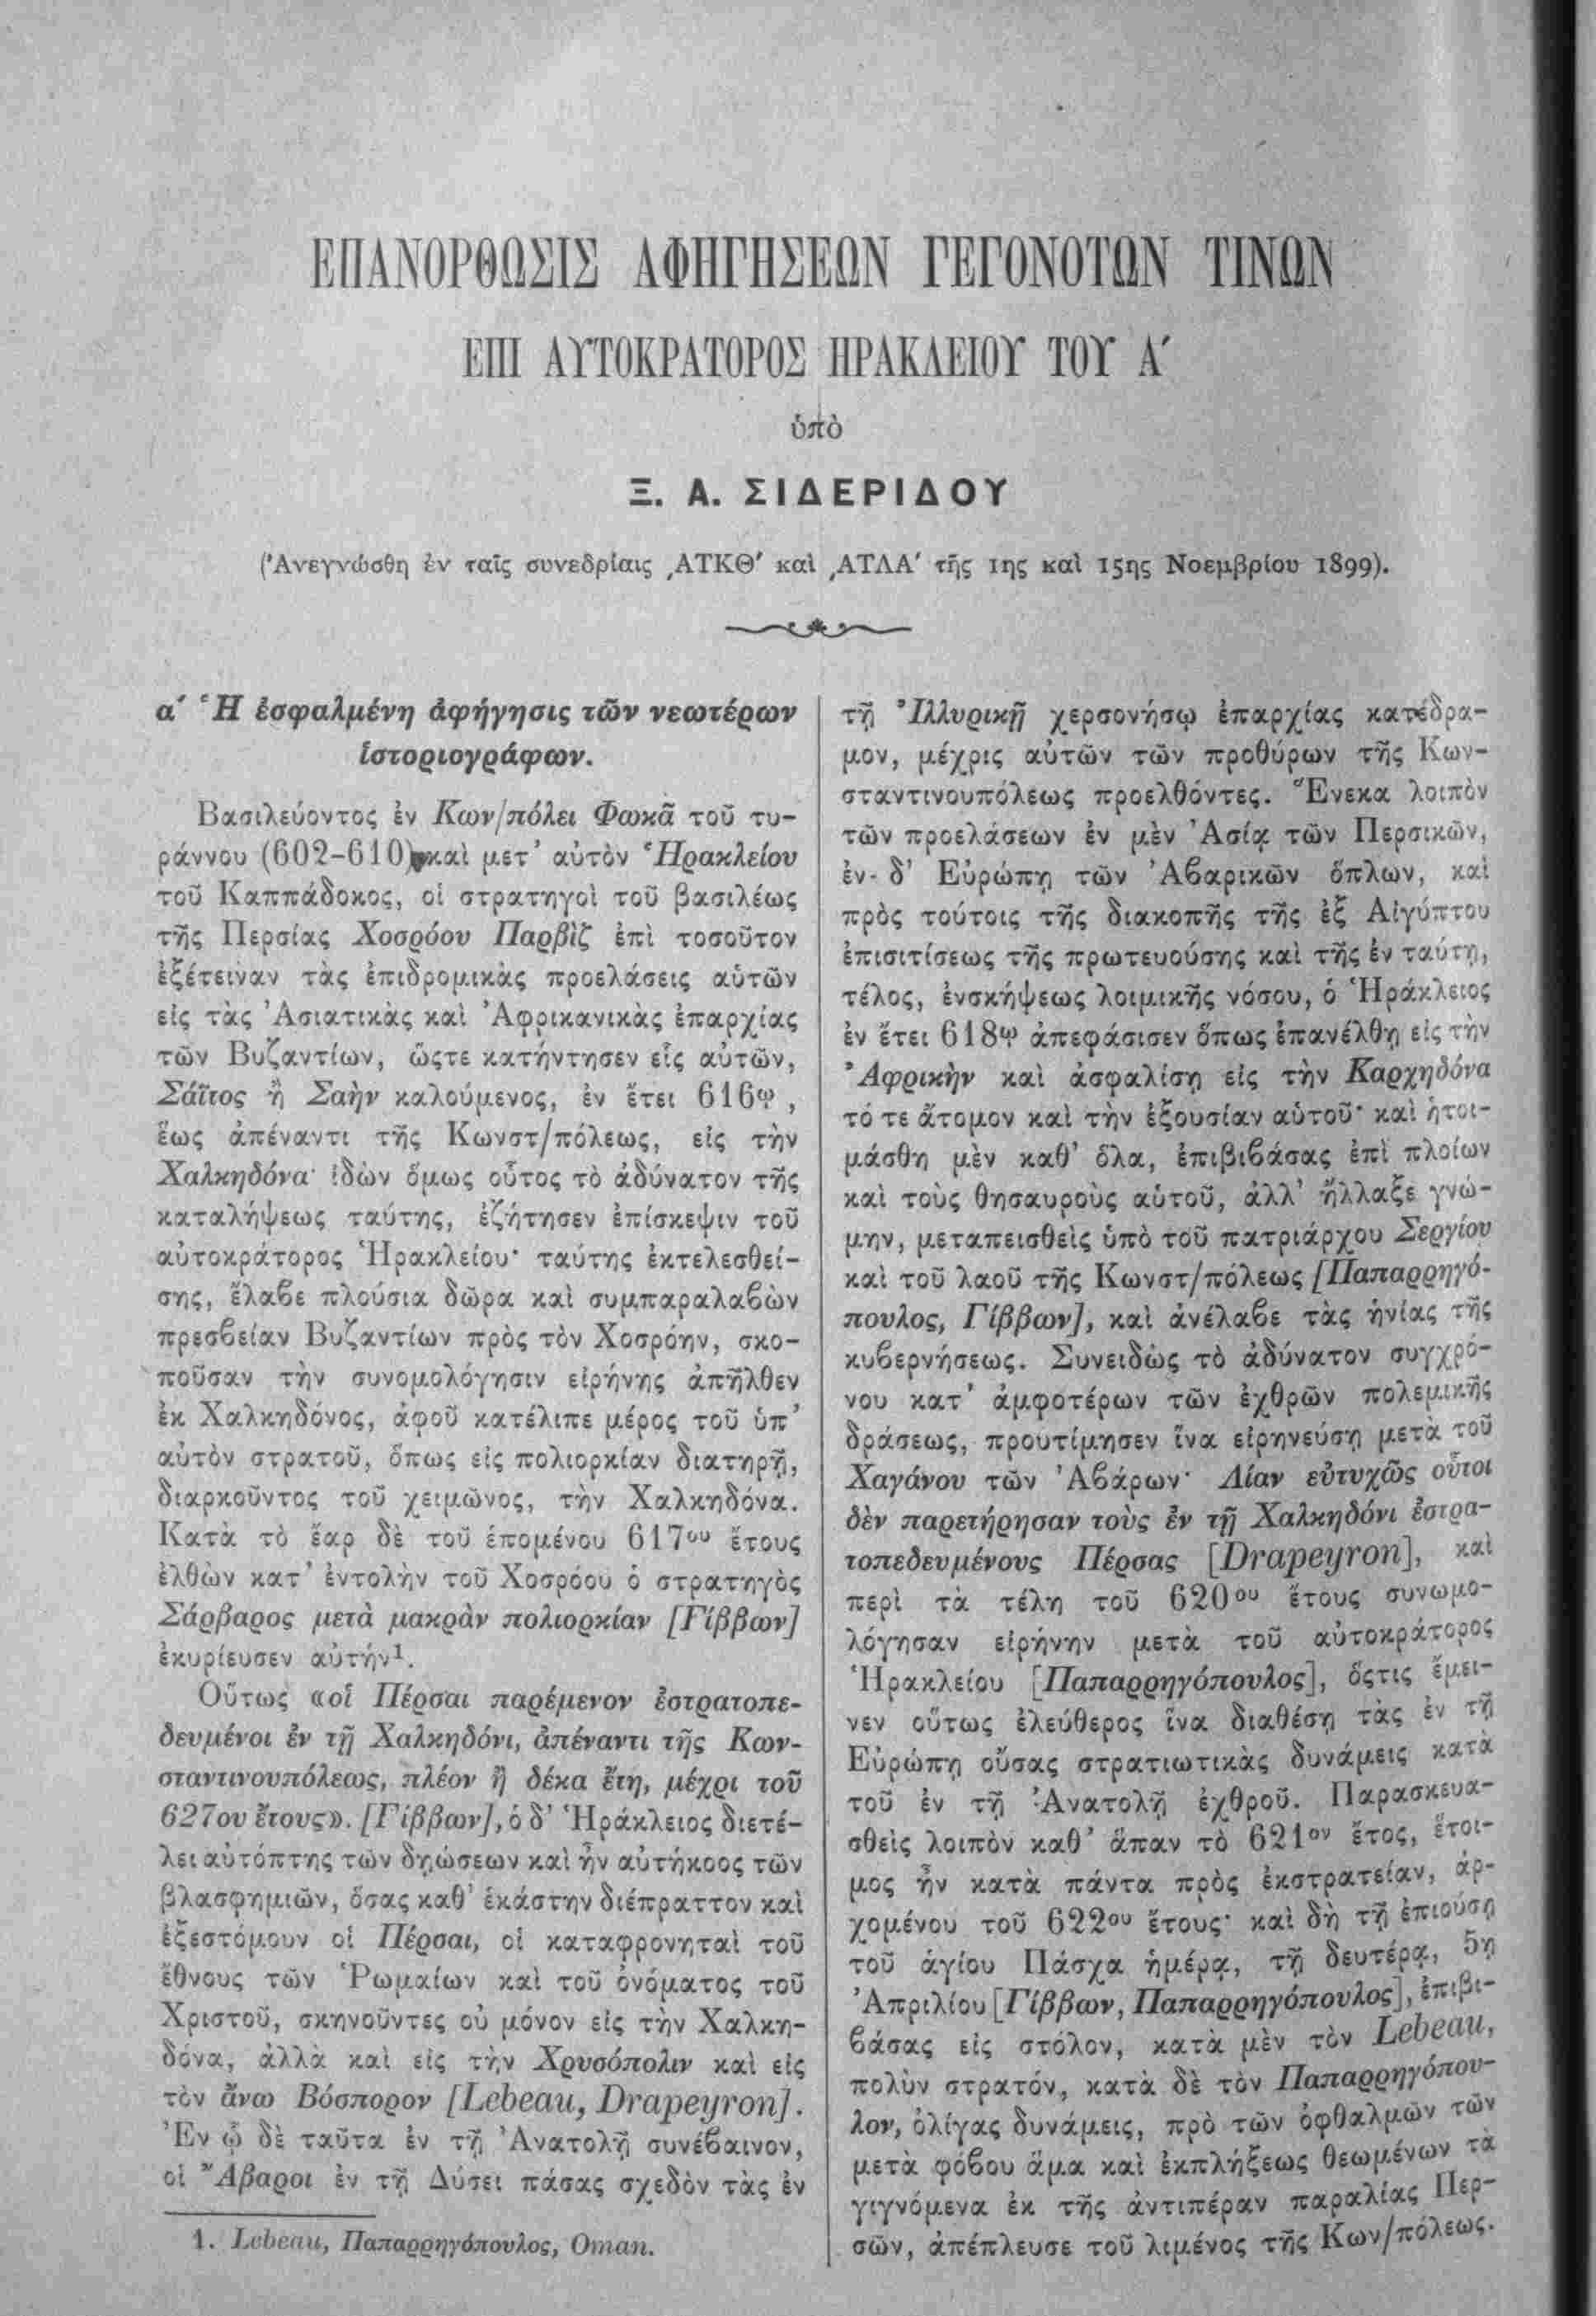 ΕΠΑΝΟΡΘΩΣΙΣ ΑΦΗΓΗΣΕΩΝ ΓΕΓΟΝΟΤΩΝ ΤΙΝΩΝ
ΕΠΙ ΑΥΤΟΚΡΑΤΟΡΟΣ ΗΡΑΚΛΕΙΟΥ ΤΟΥ Α΄
ὑπὸ
Ξ. Α. ΣΙΔΕΡΙΔΟΥ
(Ἀνεγνώσθη ἐν ταῖς συνεδρίαις ͵ΑΤΚΘ΄ καὶ ͵ΑΤΛΑ΄ τῆς 1ης καὶ 15ης Νοεμβρίου 1899).
α΄ Ἡ ἐσφαλμένη ἀφήγησις τῶν νεωτέρων
ἱστοριογράφων.
Βασιλεύοντος ἐν Κων/πόλει Φωκᾶ τοῦ τυ-
ράννου (602-610) καὶ μετ᾽ αὐτὸν Ἡρακλείου
τοῦ Καππάδοκος, οἱ στρατηγοὶ τοῦ βασιλέως
τῆς Περσίας Χοσρόου Παρβὶζ ἐπὶ τοσοῦτον
ἐξέτειναν τὰς ἐπιδρομικὰς προελάσεις αὑτῶν
εἰς τὰς Ἀσιατικὰς καὶ Ἀφρικανικὰς ἐπαρχίας
τῶν Βυζαντίων, ὥςτε κατήντησεν εἷς αὐτῶν,
Σάϊτος ἢ Σαὴν καλούμενος, ἐν ἔτει 616ῳ,
ἕως ἀπέναντι τῆς Κωνστ/πόλεως, εἰς τὴν
Χαλκηδόνα· ἰδὼν ὅμως οὗτος τὸ ἀδύνατον τῆς
καταλήψεως ταύτης, ἐζήτησεν ἐπίσκεψιν τοῦ
αὐτοκράτορος Ἡρακλείου· ταύτης ἐκτελεσθεί-
σης, ἔλαβε πλούσια δῶρα καὶ συμπαραλαβὼν
πρεσβείαν Βυζαντίων πρὸς τὸν Χοσρόην, σκο-
ποῦσαν τὴν συνομολόγησιν εἰρήνης ἀπῆλθεν
ἐκ Χαλκηδόνος, ἀφοῦ κατέλιπε μέρος τοῦ ὑπ᾽
αὐτὸν στρατοῦ, ὅπως εἰς πολιορκίαν διατηρῇ,
διαρκοῦντος τοῦ χειμῶνος, τὴν Χαλκηδόνα.
Κατὰ τὸ ἔαρ δὲ τοῦ ἑπομένου 617ου ἔτους
ἐλθὼν κατ᾽ ἐντολὴν τοῦ Χοσρόου ὁ στρατηγὸς
Σάρβαρος μετὰ μακρὰν πολιορκίαν [Γίββων]
ἐκυρίευσεν αὐτήν1.
Οὕτως «οἱ Πέρσαι παρέμενον ἐστρατοπε-
δευμένοι ἐν τῇ Χαλκηδόνι, ἀπέναντι τῆς Κων-
σταντινουπόλεως, πλέον ἢ δέκα ἔτη, μέχρι τοῦ
627ου ἔτους». [Γίββων], ὁ δ᾽ Ἡράκλειος διετέ-
λει αὐτόπτης τῶν δῃώσεων καὶ ἦν αὐτήκοος τῶν
βλασφημιῶν, ὅσας καθ᾽ ἑκάστην διέπραττον καὶ
ἐξεστόμουν οἱ Πέρσαι, οἱ καταφρονηταὶ τοῦ
ἔθνους τῶν Ῥωμαίων καὶ τοῦ ὀνόματος τοῦ
Χριστοῦ, σκηνοῦντες οὐ μόνον εἰς τὴν Χαλκη-
δόνα, ἀλλὰ καὶ εἰς τὴν Χρυσόπολιν καὶ εἰς
τὸν ἄνω Βόσπορον [Lebeau, Drapeyron].
Ἐν ᾧ δὲ ταῦτα ἐν τῇ Ἀνατολῇ συνέβαινον,
οἱ Ἄβαροι ἐν τῇ Δύσει πάσας σχεδὸν τὰς ἐν
1. Lebeau, Παπαρρηγόπουλος, Oman.
τῇ Ἰλλυρικῇ χερσονήσῳ ἐπαρχίας κατέδρα-
μον, μέχρις αὐτῶν τῶν προθύρων τῆς Κων-
σταντινουπόλεως προελθόντες. Ἕνεκα λοιπὸν
τῶν προελάσεων ἐν μὲν Ἀσίᾳ τῶν Περσικῶν,
ἐν δ᾽ Εὐρώπῃ τῶν Ἀβαρικῶν ὅπλων, καὶ
πρὸς τούτοις τῆς διακοπῆς τῆς ἐξ Αἰγύπτου
ἐπισιτίσεως τῆς πρωτευούσης καὶ τῆς ἐν ταύτῃ,
τέλος, ἐνσκήψεως λοιμικῆς νόσου, ὁ Ἡράκλειος
ἐν ἔτει 618ῳ ἀπεφάσισεν ὅπως ἐπανέλθῃ εἰς τὴν
Ἀφρικὴν καὶ ἀσφαλίσῃ εἰς τὴν Καρχηδόνα
τό τε ἄτομον καὶ τὴν ἐξουσίαν αὑτοῦ· καὶ ἡτοι-
μάσθη μὲν καθ᾽ ὅλα, ἐπιβιβάσας ἐπὶ πλοίων
καὶ τοὺς θησαυροὺς αὑτοῦ, ἀλλ᾽ ἤλλαξε γνώ-
μην, μεταπεισθεὶς ὑπὸ τοῦ πατριάρχου Σεργίου
καὶ τοῦ λαοῦ τῆς Κωνστ/πόλεως [Παπαρρηγό-
πουλος, Γίββων], καὶ ἀνέλαβε τὰς ἡνίας τῆς
κυβερνήσεως. Συνειδὼς τὸ ἀδύνατον συγχρό-
νου κατ᾽ ἀμφοτέρων τῶν ἐχθρῶν πολεμικῆς
δράσεως, προυτίμησεν ἵνα εἰρηνεύσῃ μετὰ τοῦ
Χαγάνου τῶν Ἀβάρων· Λίαν εὐτυχῶς οὗτοι
δὲν παρετήρησαν τοὺς ἐν τῇ Χαλκηδόνι ἐστρα-
τοπεδευμένους Πέρσας [Drapeyron], καὶ
περὶ τὰ τέλη τοῦ 620ου ἔτους συνωμο-
λόγησαν εἰρήνην μετὰ τοῦ αὐτοκράτορος
Ἡρακλείου [Παπαρρηγόπουλος], ὅςτις ἔμει-
νεν οὕτως ἐλεύθερος ἵνα διαθέσῃ τὰς ἐν τῇ
Εὐρώπῃ οὔσας στρατιωτικὰς δυνάμεις κατὰ
τοῦ ἐν τῇ Ἀνατολῇ ἐχθροῦ. Παρασκευα-
σθεὶς λοιπὸν καθ᾽ ἅπαν τὸ 621ον ἔτος, ἕτοι-
μος ἦν κατὰ πάντα πρὸς ἐκστρατείαν, ἀρ-
χομένου τοῦ 622ου ἔτους· καὶ δὴ τῇ ἐπιούσῃ
τοῦ ἁγίου Πάσχα ἡμέρᾳ, τῇ δευτέρᾳ, 5ῃ
Ἀπριλίου [Γίββων, Παπαρρηγόπουλος], ἐπιβι-
βάσας εἰς στόλον, κατὰ μὲν τὸν Lebeau,
πολὺν στρατόν, κατὰ δὲ τὸν Παπαρρηγόπου-
λον, ὀλίγας δυνάμεις, πρὸ τῶν ὀφθαλμῶν τῶν
μετὰ φόβου ἅμα καὶ ἐκπλήξεως θεωμένων τὰ
γιγνόμενα ἐκ τῆς ἀντιπέραν παραλίας Περ-
σῶν, ἀπέπλευσε τοῦ λιμένος τῆς Κων/πόλεως.